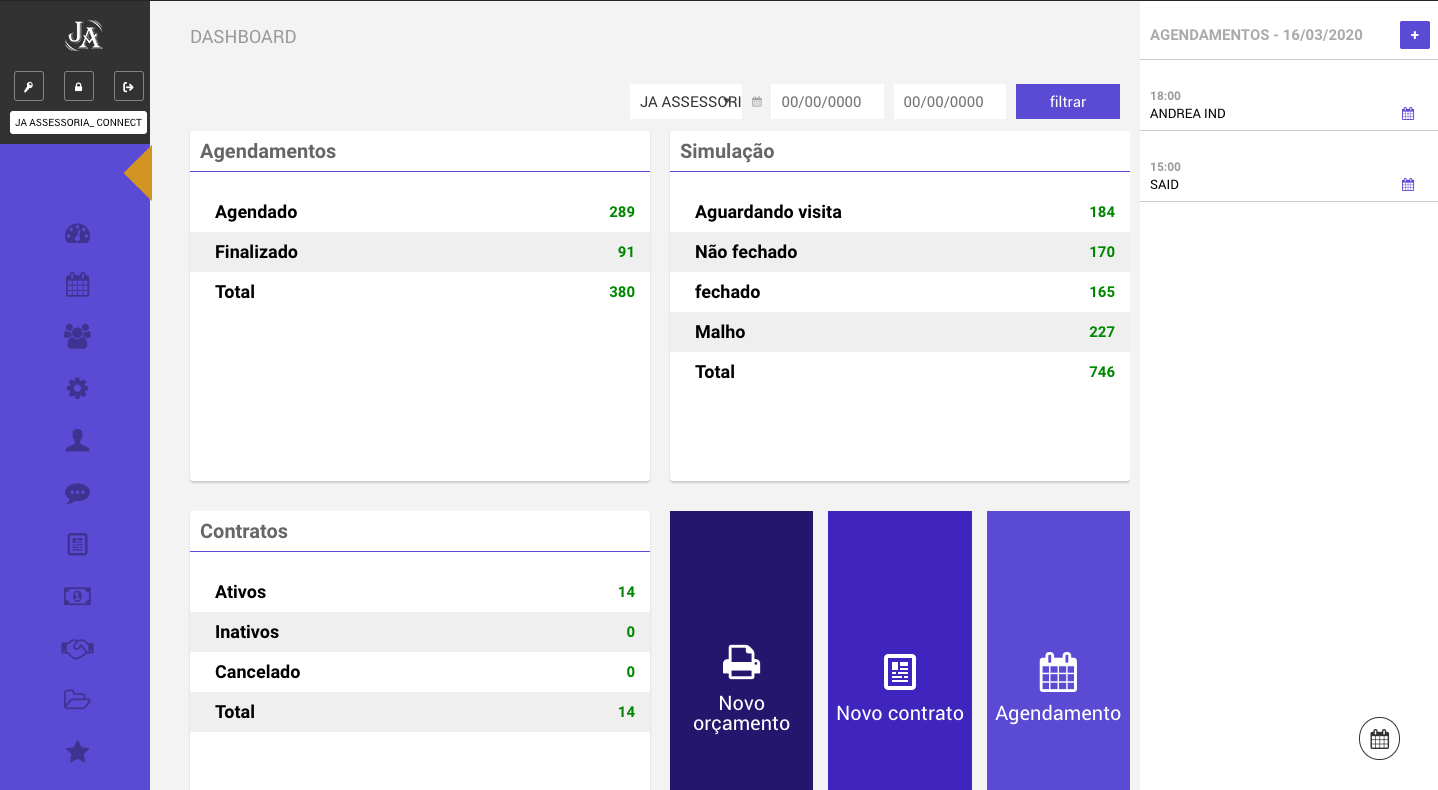 JA
JA ASSESSORIA_ CONNECT
DASHBOARD
JA ASSESSORI
00/00/0000
00/00/0000
filtrar
Agendamentos
Agendado 289
Finalizado 91
Total 380
Simulação
Aguardando visita 184
Não fechado 170
fechado 165
Malho 227
Total 746
Contratos
Ativos 14
Inativos 0
Cancelado 0
Total 14
Novo
orçamento
Novo contrato
Agendamento
AGENDAMENTOS - 16/03/2020
+
18:00
ANDREA IND
15:00
SAID